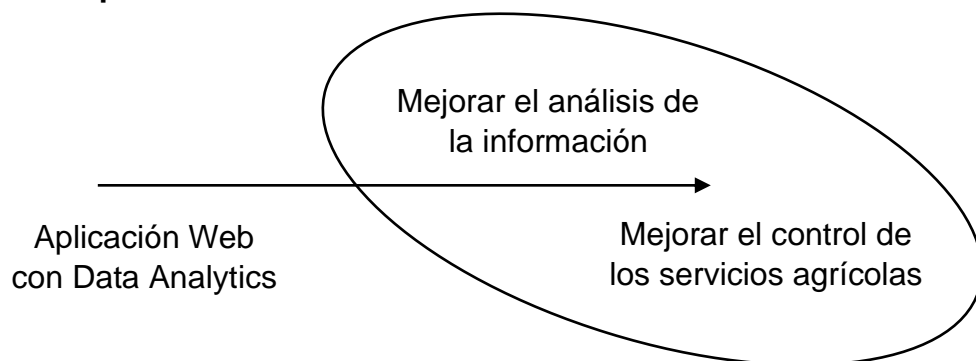 Mejorar el análisis de
la información
Aplicación Web
con Data Analytics
Mejorar el control de
los servicios agrícolas